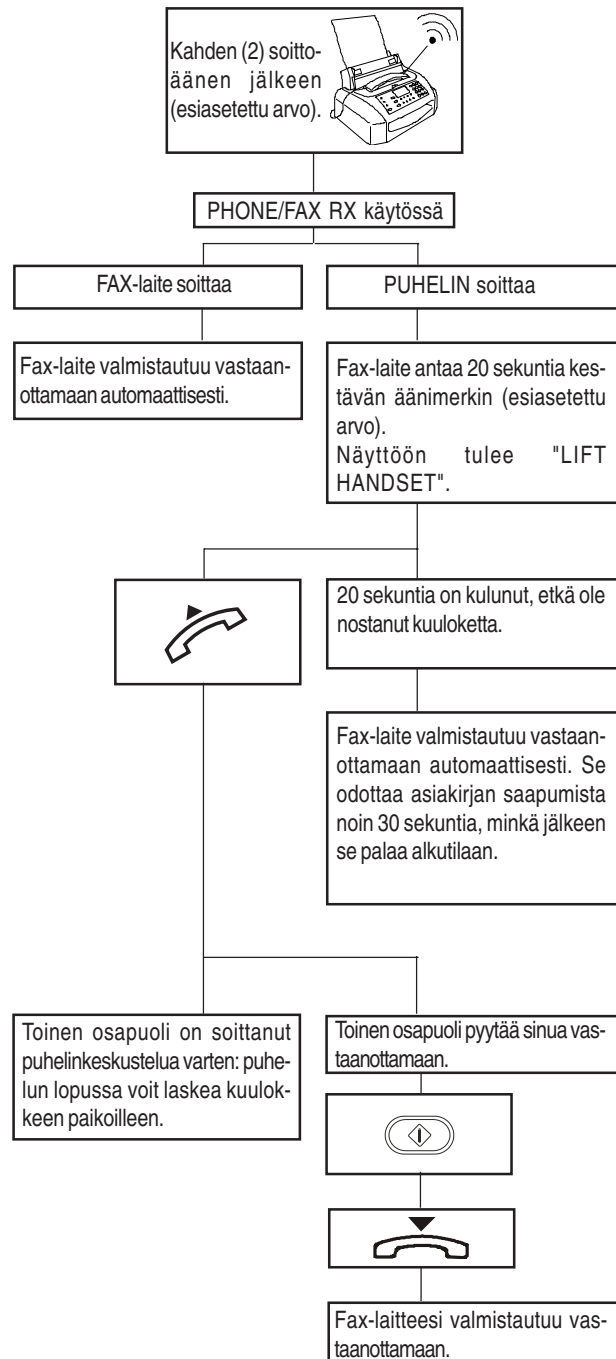 Kahden (2) soitto-
äänen jälkeen
(esiasetettu arvo).
PHONE/FAX RX käytössä
FAX-laite soittaa
PUHELIN soittaa
Fax-laite valmistautuu vastaan-
ottamaan automaattisesti.
Fax-laite antaa 20 sekuntia kes-
tävän äänimerkin (esiasetettu
arvo).
Näyttöön tulee "LIFT
HANDSET".
20 sekuntia on kulunut, etkä ole
nostanut kuuloketta.
Fax-laite valmistautuu vastaan-
ottamaan automaattisesti. Se
odottaa asiakirjan saapumista
noin 30 sekuntia, minkä jälkeen
se palaa alkutilaan.
Toinen osapuoli on soittanut
puhelinkeskustelua varten: puhe-
lun lopussa voit laskea kuulok-
keen paikoilleen.
Toinen osapuoli pyytää sinua vas-
taanottamaan.
Fax-laitteesi valmistautuu vas-
taanottamaan.